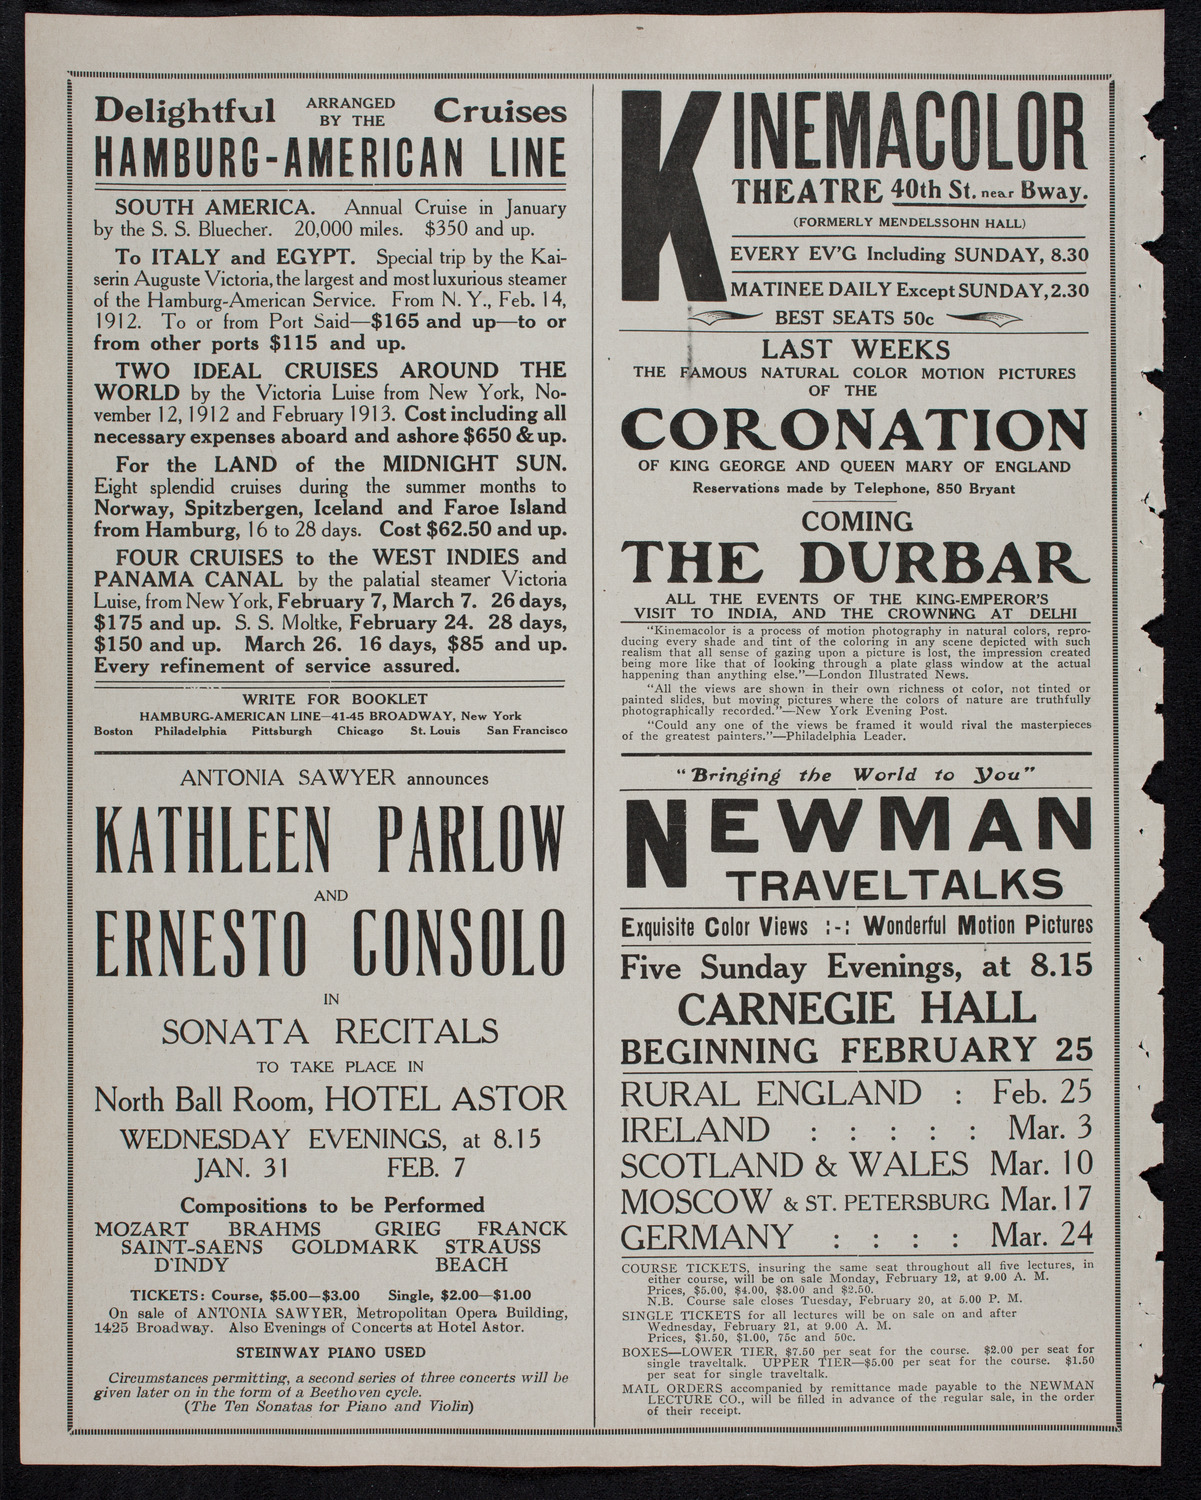 Delightful ARRANGED BY THE Cruises
HAMBURG-AMERICAN LINE
SOUTH AMERICA. Annual Cruise in January
by the S. S. Bluecher. 20,000 miles. $350 and up.
To ITALY and EGYPT. Special trip by the Kai-
serin Auguste Victoria, the largest and most luxurious steamer
of the Hamburg-American Service. From N. Y., Feb. 14,
1912. To or from Port Said—$165 and up—to or
from other ports $115 and up.
TWO IDEAL CRUISES AROUND THE
WORLD by the Victoria Luise from New York, No-
vember 12, 1912 and February 1913. Cost including all
necessary expenses aboard and ashore $650 & up.
For the LAND of the MIDNIGHT SUN.
Eight splendid cruises during the summer months to
Norway, Spitzbergen, Iceland and Faroe Island
from Hamburg, 16 to 28 days. Cost $62.50 and up.
FOUR CRUISES to the WEST INDIES and
PANAMA CANAL by the palatial steamer Victoria
Luise, from New York, February 7, March 7. 26 days,
$175 and up. S. S. Moltke, February 24. 28 days,
$150 and up. March 26. 16 days, $85 and up.
Every refinement of service assured.
WRITE FOR BOOKLET
HAMBURG-AMERICAN LINE—41-45 BROADWAY, New York
Boston Philadelphia Pittsburgh Chicago St. Louis San Francisco
ANTONIA SAWYER announces
KATHLEEN PARLOW
AND
ERNESTO CONSOLO
IN
SONATA RECITALS
TO TAKE PLACE IN
North Ball Room, HOTEL ASTOR
WEDNESDAY EVENINGS, at 8.15
JAN. 31 FEB. 7
Compositions to be Performed
MOZART BRAHMS GRIEG FRANCK
SAINT-SAENS GOLDMARK STRAUSS
D'INDY BEACH
TICKETS: Course, $5.00—$3.00 Single, $2.00—$1.00
On sale of ANTONIA SAWYER, Metropolitan Opera Building,
1425 Broadway. Also Evenings of Concerts at Hotel Astor.
STEINWAY PIANO USED
Circumstances permitting, a second series of three concerts will be
given later on in the form of a Beethoven cycle.
(The Ten Sonatas for Piano and Violin)
KINEMACOLOR
THEATRE 40th St. near Bway.
(FORMERLY MENDELSSOHN HALL)
EVERY EV'G Including SUNDAY, 8.30
MATINEE DAILY Except SUNDAY, 2.30
BEST SEATS 50c
LAST WEEKS
THE FAMOUS NATURAL COLOR MOTION PICTURES
OF THE
CORONATION
OF KING GEORGE AND QUEEN MARY OF ENGLAND
Reservations made by Telephone, 850 Bryant
COMING
THE DURBAR
ALL THE EVENTS OF THE KING-EMPEROR'S
VISIT TO INDIA, AND THE CROWNING AT DELHI
"Kinemacolor is a process of motion photography in natural colors, repro-
ducing every shade and tint of the coloring in any scene depicted with such
realism that all sense of gazing upon a picture is lost, the impression created
being more like that of looking through a plate glass window at the actual
happening than anything else."—London Illustrated News.
"All the views are shown in their own richness of color, not tinted or
painted slides, but moving pictures where the colors of nature are truthfully
photographically recorded."—New York Evening Post.
"Could any one of the views be framed it would rival the masterpieces
of the greatest painters."—Philadelphia Leader.
"Bringing the World to You"
NEWMAN
TRAVELTALKS
Exquisite Color Views :-: Wonderful Motion Pictures
Five Sunday Evenings, at 8.15
CARNEGIE HALL
BEGINNING FEBRUARY 25
RURAL ENGLAND : Feb. 25
IRELAND : : : : : Mar. 3
SCOTLAND & WALES Mar. 10
MOSCOW & ST. PETERSBURG Mar. 17
GERMANY : : : : Mar. 24
COURSE TICKETS, insuring the same seat throughout all five lectures, in
either course, will be on sale Monday, February 12, at 9.00 A. M.
Prices, $5.00, $4.00, $3.00 and $2.50.
N.B. Course sale closes Tuesday, February 20, at 5.00 P. M.
SINGLE TICKETS for all lectures will be on sale on and after
Wednesday, February 21, at 9.00 A. M.
Prices, $1.50, $1.00, 75c and 50c.
BOXES—LOWER TIER, $7.50 per seat for the course. $2.00 per seat for
single traveltalk. UPPER TIER—$5.00 per seat for the course. $1.50
per seat for single traveltalk.
MAIL ORDERS accompanied by remittance made payable to the NEWMAN
LECTURE CO., will be filled in advance of the regular sale, in the order
of their receipt.